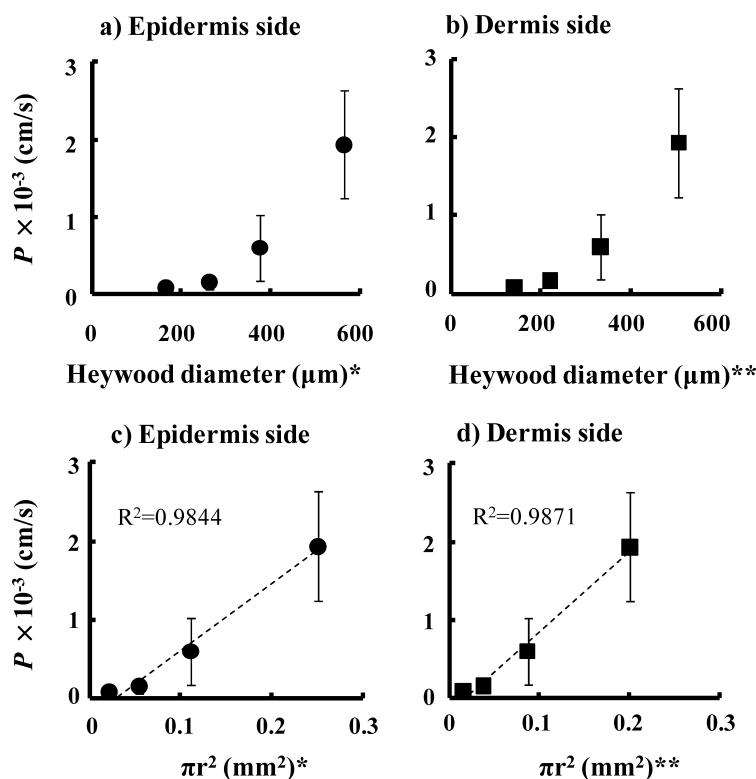 a) Epidermis side
b) Dermis side
3
2
1
0
P × 10⁻³ (cm/s)
0 200 400 600
Heywood diameter (μm)*
3
2
1
0
0 200 400 600
Heywood diameter (μm)**
c) Epidermis side
d) Dermis side
3
2
1
0
P × 10⁻³ (cm/s)
R²=0.9844
0 0.1 0.2 0.3
πr² (mm²)*
3
2
1
0
R²=0.9871
0 0.1 0.2 0.3
πr² (mm²)**